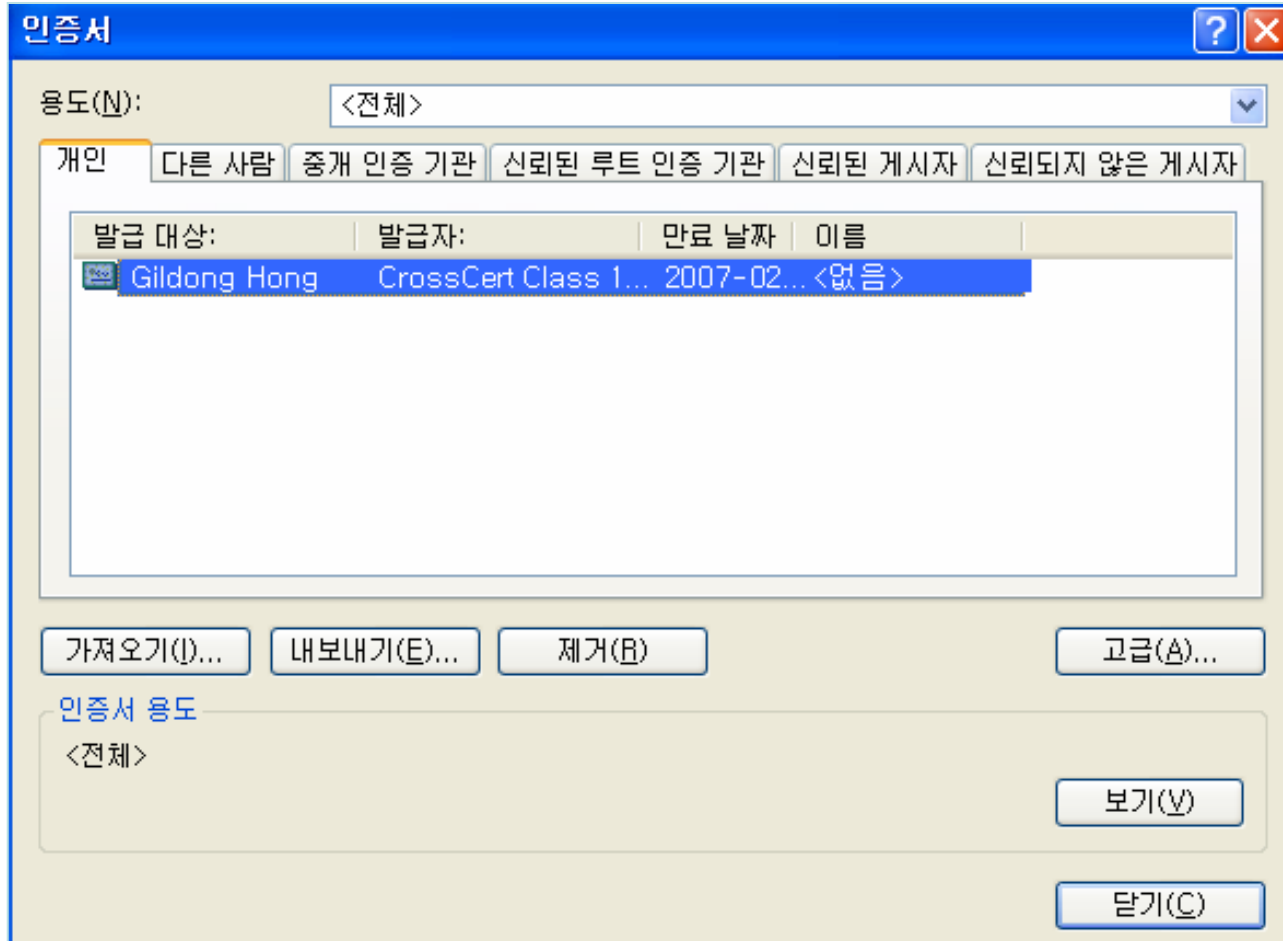 인증서
용도(N): <전체>
개인 다른 사람 중개 인증 기관 신뢰된 루트 인증 기관 신뢰된 게시자 신뢰되지 않은 게시자
발급 대상: 발급자: 만료 날짜 이름
Gildong Hong CrossCert Class 1... 2007-02... <없음>
가져오기(I)... 내보내기(E)... 제거(R) 고급(A)...
인증서 용도
<전체>
보기(V)
닫기(C)